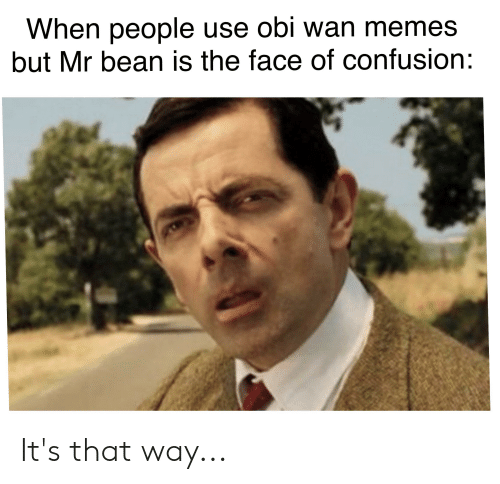 When people use obi wan memes
but Mr bean is the face of confusion:
It's that way...